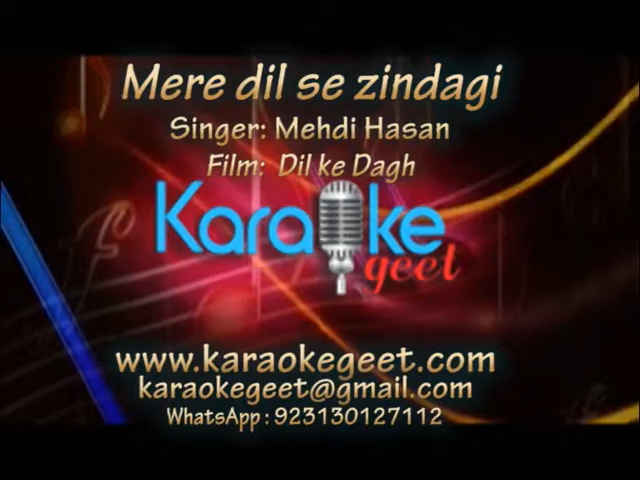 Mere dil se zindagi
Singer: Mehdi Hasan
Film: Dil ke Dagh
Karaoke
geet
www.karaokegeet.com
karaokegeet@gmail.com
WhatsApp : 923130127112